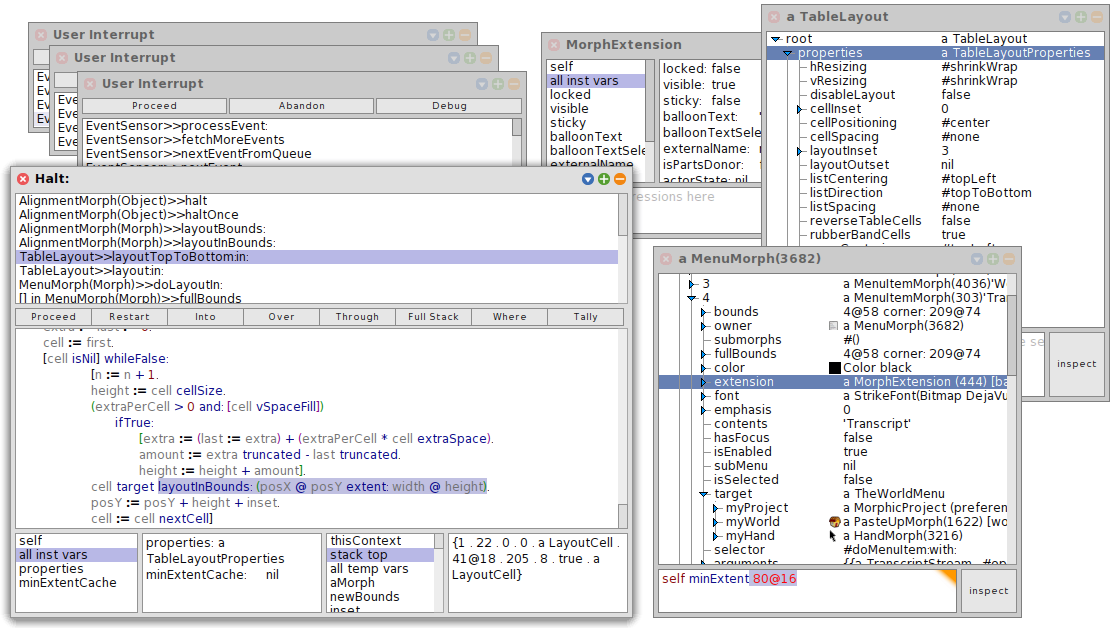 User Interrupt
User Interrupt
User Interrupt
Proceed Abandon Debug
EventSensor>>processEvent:
EventSensor>>fetchMoreEvents
EventSensor>>nextEventFromQueue
MorphExtension
self
all inst vars
locked
visible
sticky
balloonText
balloonTextSele
externalName
locked: false
visible: true
sticky: false
balloonText:
balloonTextSele
externalName:
isPartsDonor:
actorState: nil
ressions here
a TableLayout
root a TableLayout
properties a TableLayoutProperties
hResizing #shrinkWrap
vResizing #shrinkWrap
disableLayout false
cellInset 0
cellPositioning #center
cellSpacing #none
layoutInset 3
layoutOutset nil
listCentering #topLeft
listDirection #topToBottom
listSpacing #none
reverseTableCells false
rubberBandCells true
inspect
Halt:
AlignmentMorph(Object)>>halt
AlignmentMorph(Object)>>haltOnce
AlignmentMorph(Morph)>>layoutBounds:
AlignmentMorph(Morph)>>layoutInBounds:
TableLayout>>layoutTopToBottom:in:
TableLayout>>layout:in:
MenuMorph(Morph)>>doLayoutIn:
[] in MenuMorph(Morph)>>fullBounds
Proceed Restart Into Over Through Full Stack Where Tally
extra := last := 0.
cell := first.
[cell isNil] whileFalse:
[n := n + 1.
height := cell cellSize.
(extraPerCell > 0 and: [cell vSpaceFill])
ifTrue:
[extra := (last := extra) + (extraPerCell * cell extraSpace).
amount := extra truncated - last truncated.
height := height + amount].
cell target layoutInBounds: (posX @ posY extent: width @ height).
posY := posY + height + inset.
cell := cell nextCell]
self
all inst vars
properties
minExtentCache
properties: a
TableLayoutProperties
minExtentCache: nil
thisContext
stack top
all temp vars
aMorph
newBounds
inset
{1 . 22 . 0 . 0 . a LayoutCell .
41@18 . 205 . 8 . true . a
LayoutCell}
a MenuMorph(3682)
3 a MenuItemMorph(4036)'W
4 a MenuItemMorph(303)'Tra
bounds 4@58 corner: 209@74
owner a MenuMorph(3682)
submorphs #()
fullBounds 4@58 corner: 209@74
color Color black
extension a MorphExtension (444) [ba
font a StrikeFont(Bitmap DejaVu
emphasis 0
contents 'Transcript'
hasFocus false
isEnabled true
subMenu nil
isSelected false
target a TheWorldMenu
myProject a MorphicProject (preferen
myWorld a PasteUpMorph(1622) [wo
myHand a HandMorph(3216)
selector #doMenuItem:with:
arguments {{a TranscriptStream . #op
self minExtent 80@16
inspect